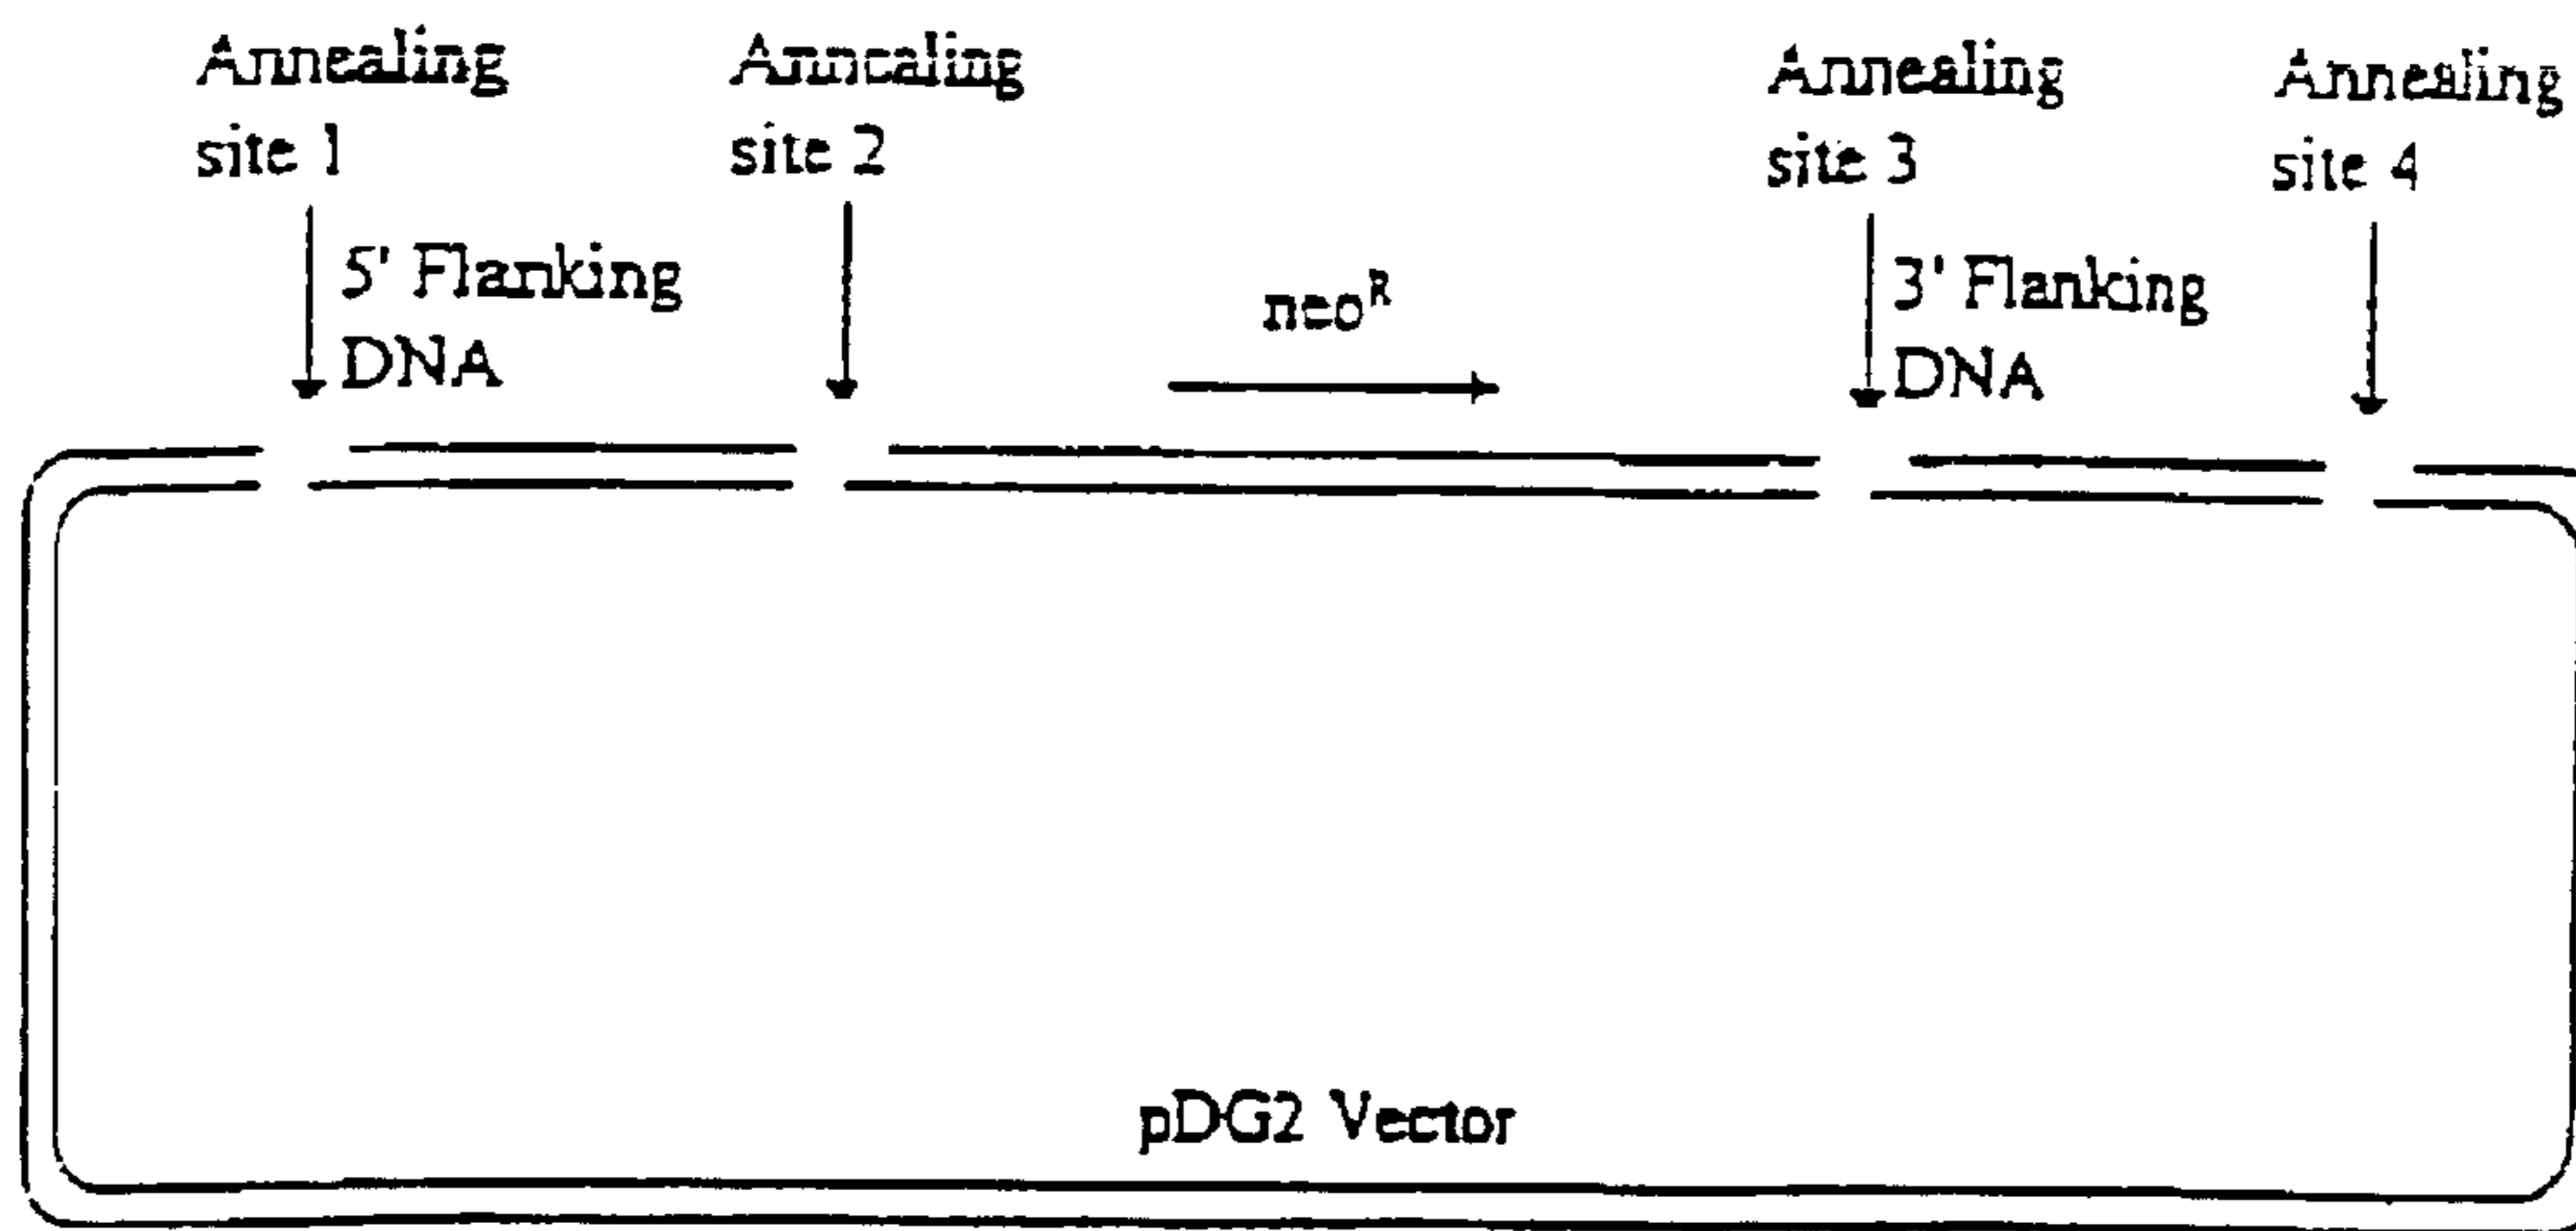 Annealing
site 1
Annealing
site 2
Annealing
site 3
Annealing
site 4
5' Flanking
DNA
neoR
3' Flanking
DNA
pDG2 Vector